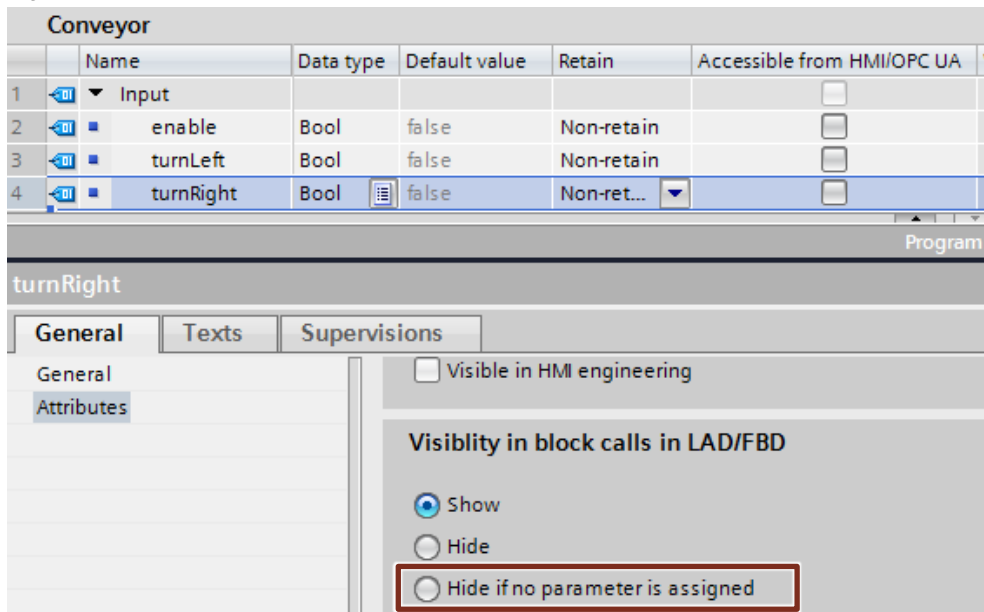 Conveyor
Name Data type Default value Retain Accessible from HMI/OPC UA
1 Input
2 enable Bool false Non-retain
3 turnLeft Bool false Non-retain
4 turnRight Bool false Non-ret...
Program
turnRight
General Texts Supervisions
General
Attributes
Visible in HMI engineering
Visiblity in block calls in LAD/FBD
Show
Hide
Hide if no parameter is assigned